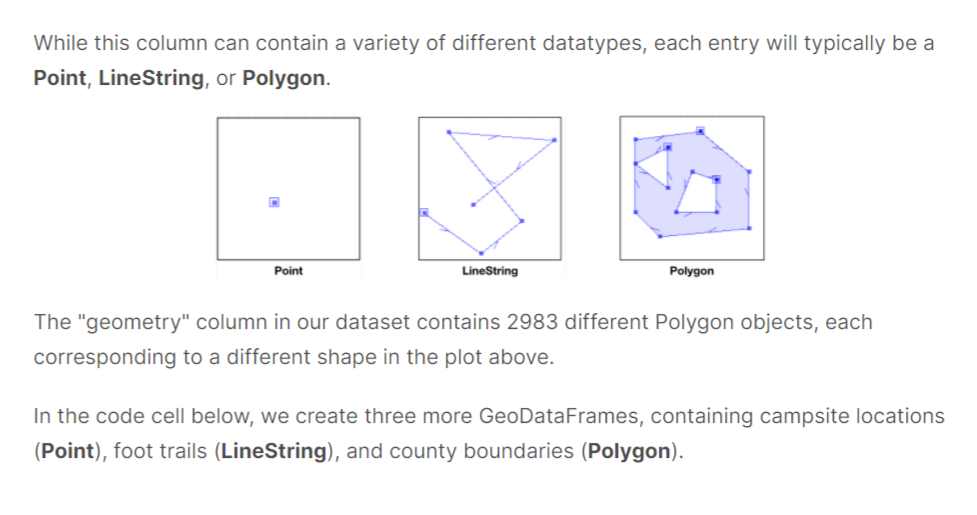 While this column can contain a variety of different datatypes, each entry will typically be a
Point, LineString, or Polygon.
Point
LineString
Polygon
The "geometry" column in our dataset contains 2983 different Polygon objects, each
corresponding to a different shape in the plot above.
In the code cell below, we create three more GeoDataFrames, containing campsite locations
(Point), foot trails (LineString), and county boundaries (Polygon).